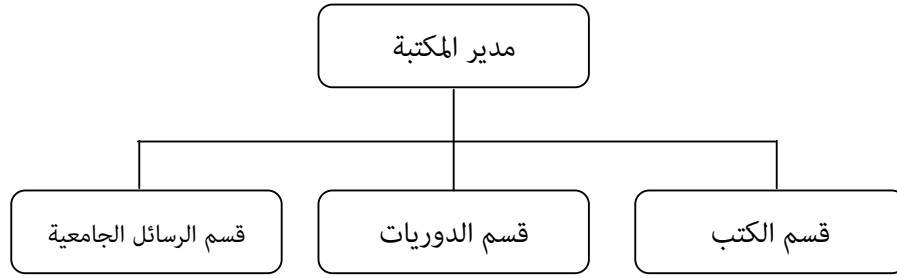 مدير المكتبة
قسم الكتب
قسم الدوريات
قسم الرسائل الجامعية